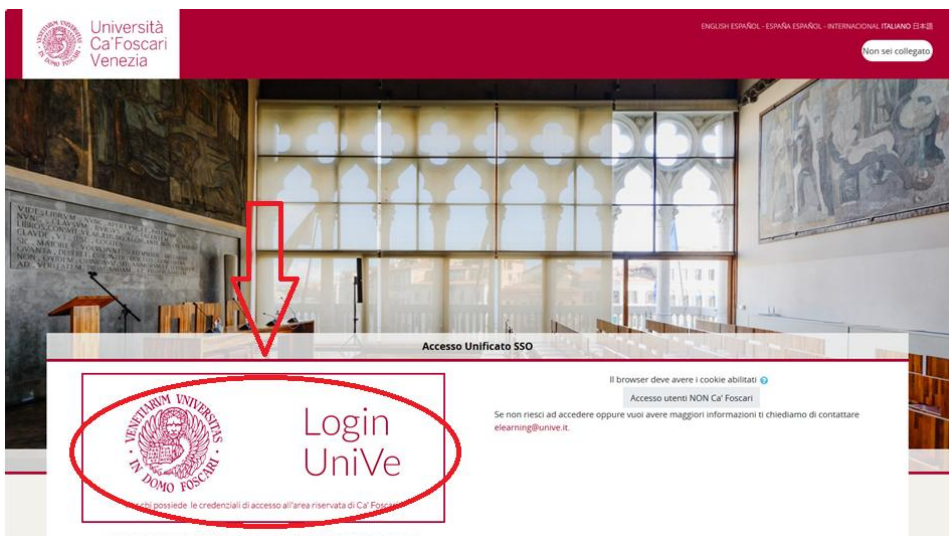 Università
Ca'Foscari
Venezia
ENGLISH ESPAÑOL - ESPAÑA ESPAÑOL - INTERNACIONAL ITALIANO 日本語
Non sei collegato
Accesso Unificato SSO
VENETIARVM VNIVERSITAS
IN DOMO FOSCARI
Login
UniVe
chi possiede le credenziali di accesso all'area riservata di Ca' Foscari
Il browser deve avere i cookie abilitati
Accesso utenti NON Ca' Foscari
Se non riesci ad accedere oppure vuoi avere maggiori informazioni ti chiediamo di contattare
elearning@unive.it.